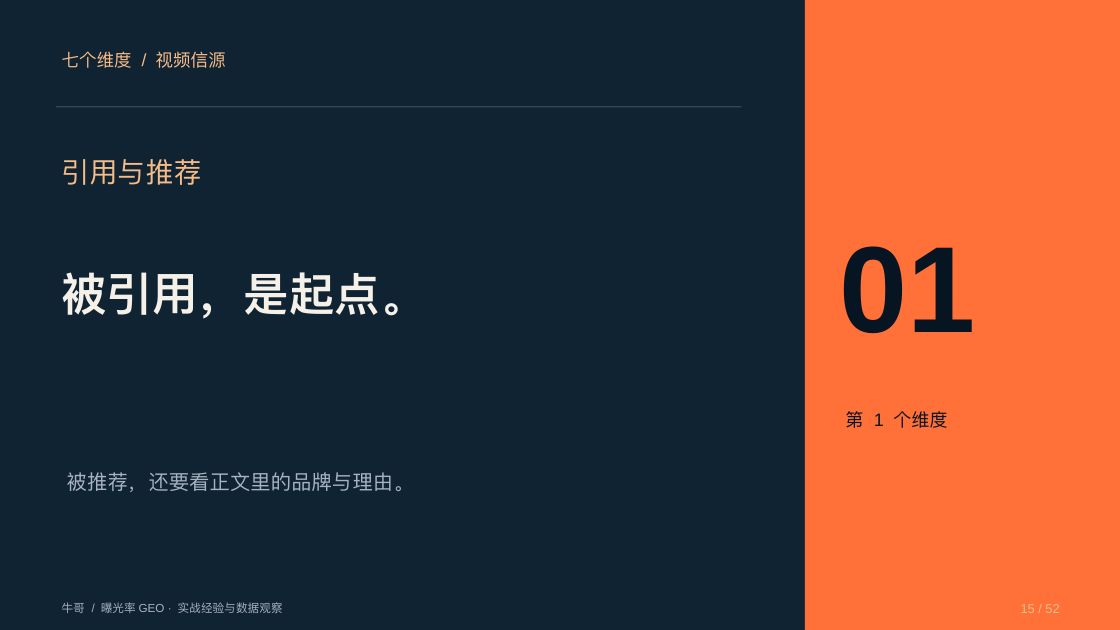 七个维度 / 视频信源
引用与推荐
被引用，是起点。
01
第 1 个维度
被推荐，还要看正文里的品牌与理由。
牛哥 / 曝光率 GEO · 实战经验与数据观察
15 / 52